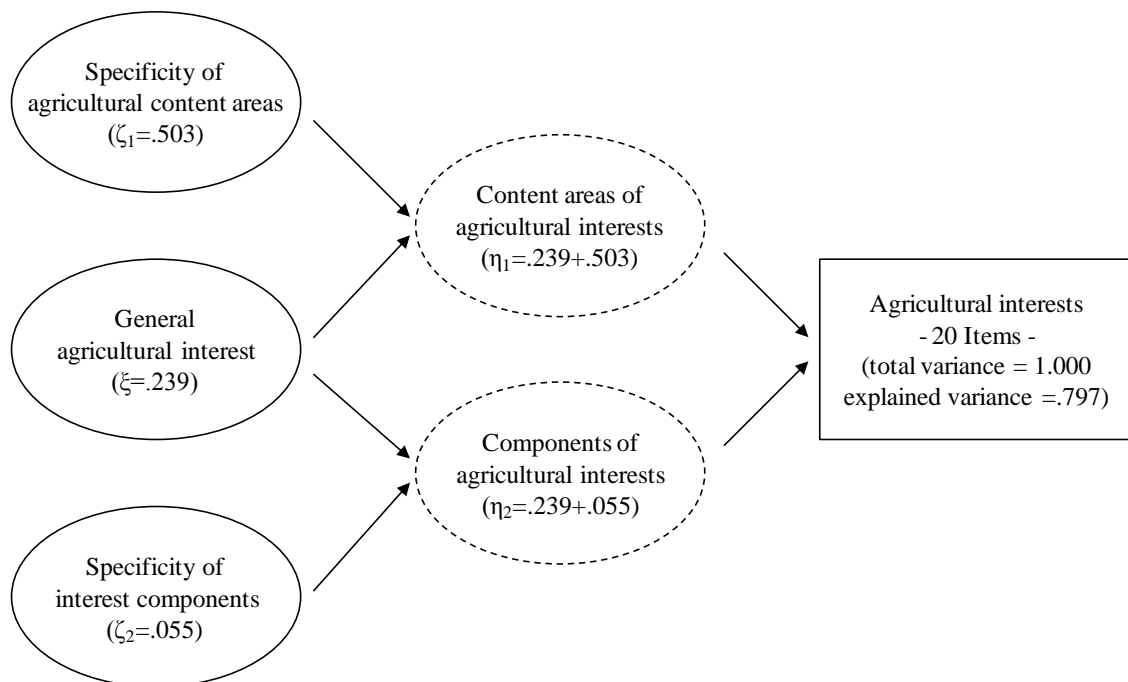 Specificity of
agricultural content areas
(ζ1=.503)
General
agricultural interest
(ξ=.239)
Specificity of
interest components
(ζ2=.055)
Content areas of
agricultural interests
(η1=.239+.503)
Components of
agricultural interests
(η2=.239+.055)
Agricultural interests
- 20 Items -
(total variance = 1.000
explained variance =.797)